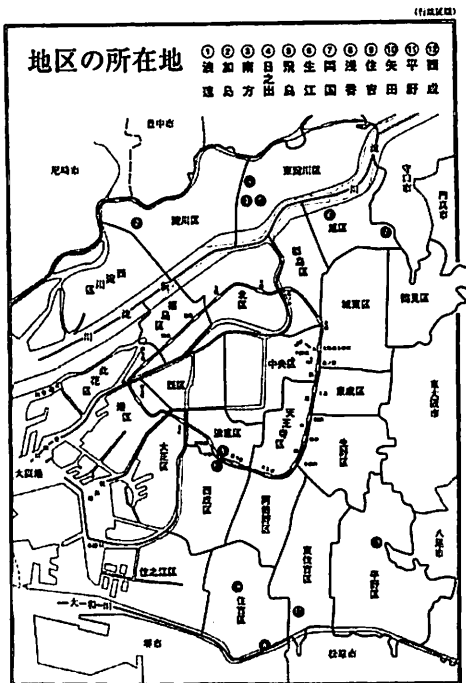 (行政区図)
地区の所在地
①浪速
②加島
③南方
④日之出
⑤飛鳥
⑥生江
⑦両国
⑧浅香
⑨住吉
⑩矢田
⑪平野
⑫西成
豊中市
尼崎市
東淀川区
守口市
門真市
淀川区
旭区
都島区
西淀川区
新淀川
北区
福島区
城東区
鶴見区
此花区
中央区
西区
港区
東成区
東大阪市
天王寺区
浪速区
大正区
生野区
大阪港
西成区
阿倍野区
東住吉区
平野区
八尾市
住之江区
住吉区
大和川
堺市
松原市